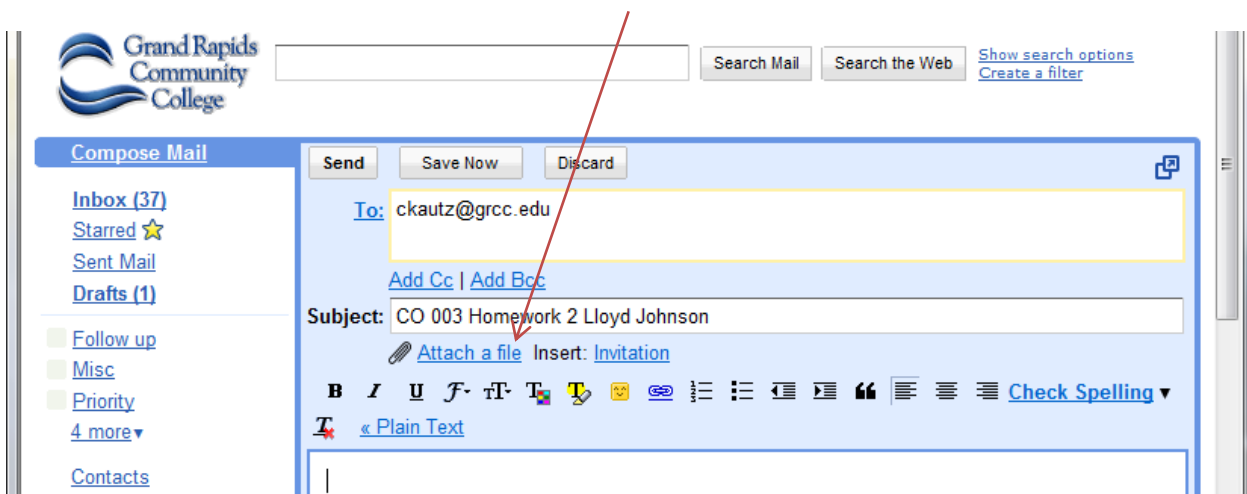 Grand Rapids
Community
College
Search Mail
Search the Web
Show search options
Create a filter
Compose Mail
Inbox (37)
Starred
Sent Mail
Drafts (1)
Follow up
Misc
Priority
4 more▾
Contacts
Send
Save Now
Discard
To: ckautz@grcc.edu
Add Cc | Add Bcc
Subject: CO 003 Homework 2 Lloyd Johnson
Attach a file Insert: Invitation
B I U F▾ TT▾ T T Check Spelling ▾
T « Plain Text